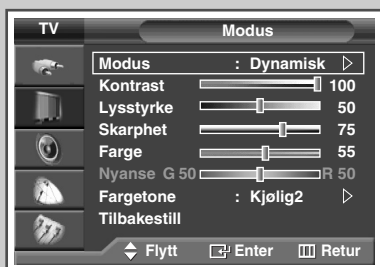 TV Modus
Modus : Dynamisk
Kontrast 100
Lysstyrke 50
Skarphet 75
Farge 55
Nyanse G 50 R 50
Fargetone : Kjølig2
Tilbakestill
Flytt Enter Retur